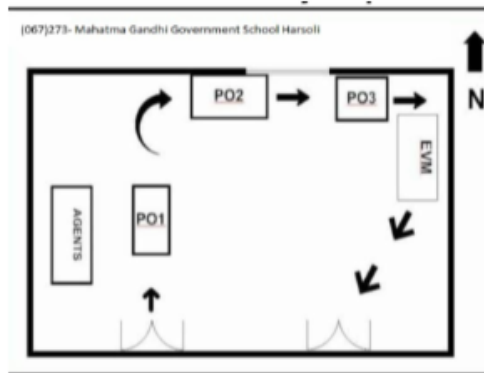 (067)273- Mahatma Gandhi Government School Harsoli
N
PO2
PO3
EVM
PO1
AGENTS